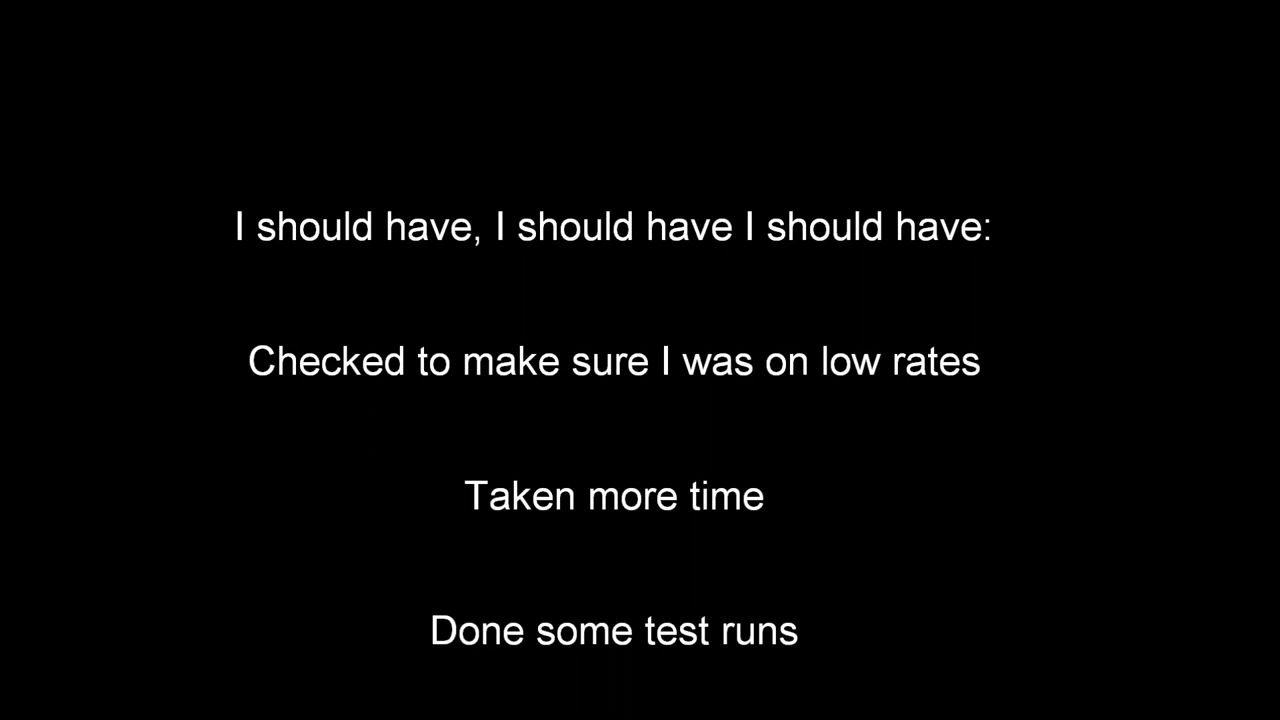 I should have, I should have I should have:
Checked to make sure I was on low rates
Taken more time
Done some test runs